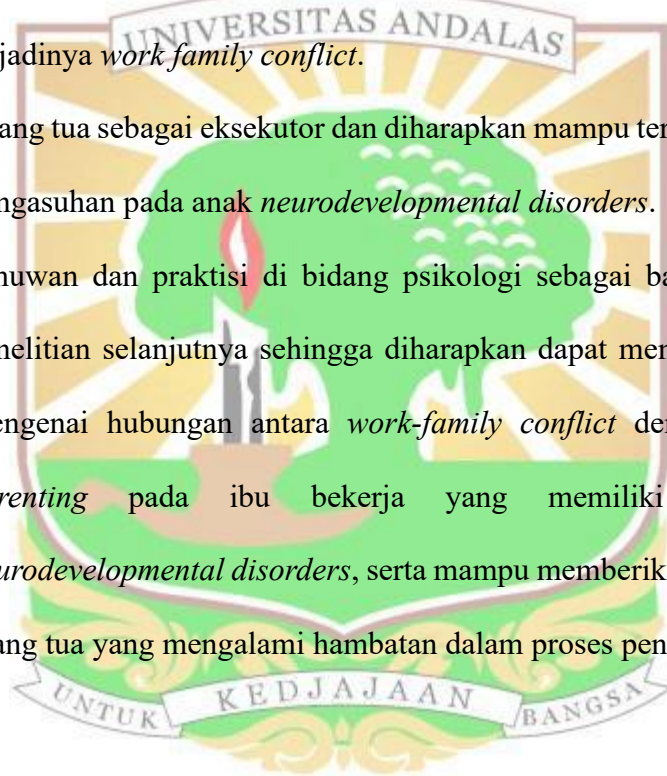 UNIVERSITAS ANDALAS
jadinya work family conflict.
ang tua sebagai eksekutor dan diharapkan mampu ter
ngasuhan pada anak neurodevelopmental disorders.
nuwan dan praktisi di bidang psikologi sebagai ba
nelitian selanjutnya sehingga diharapkan dapat men
engenai hubungan antara work-family conflict de
renting pada ibu bekerja yang memiliki
urodevelopmental disorders, serta mampu memberik
ang tua yang mengalami hambatan dalam proses pen
UNTUK KEDJAJAAN BANGSA